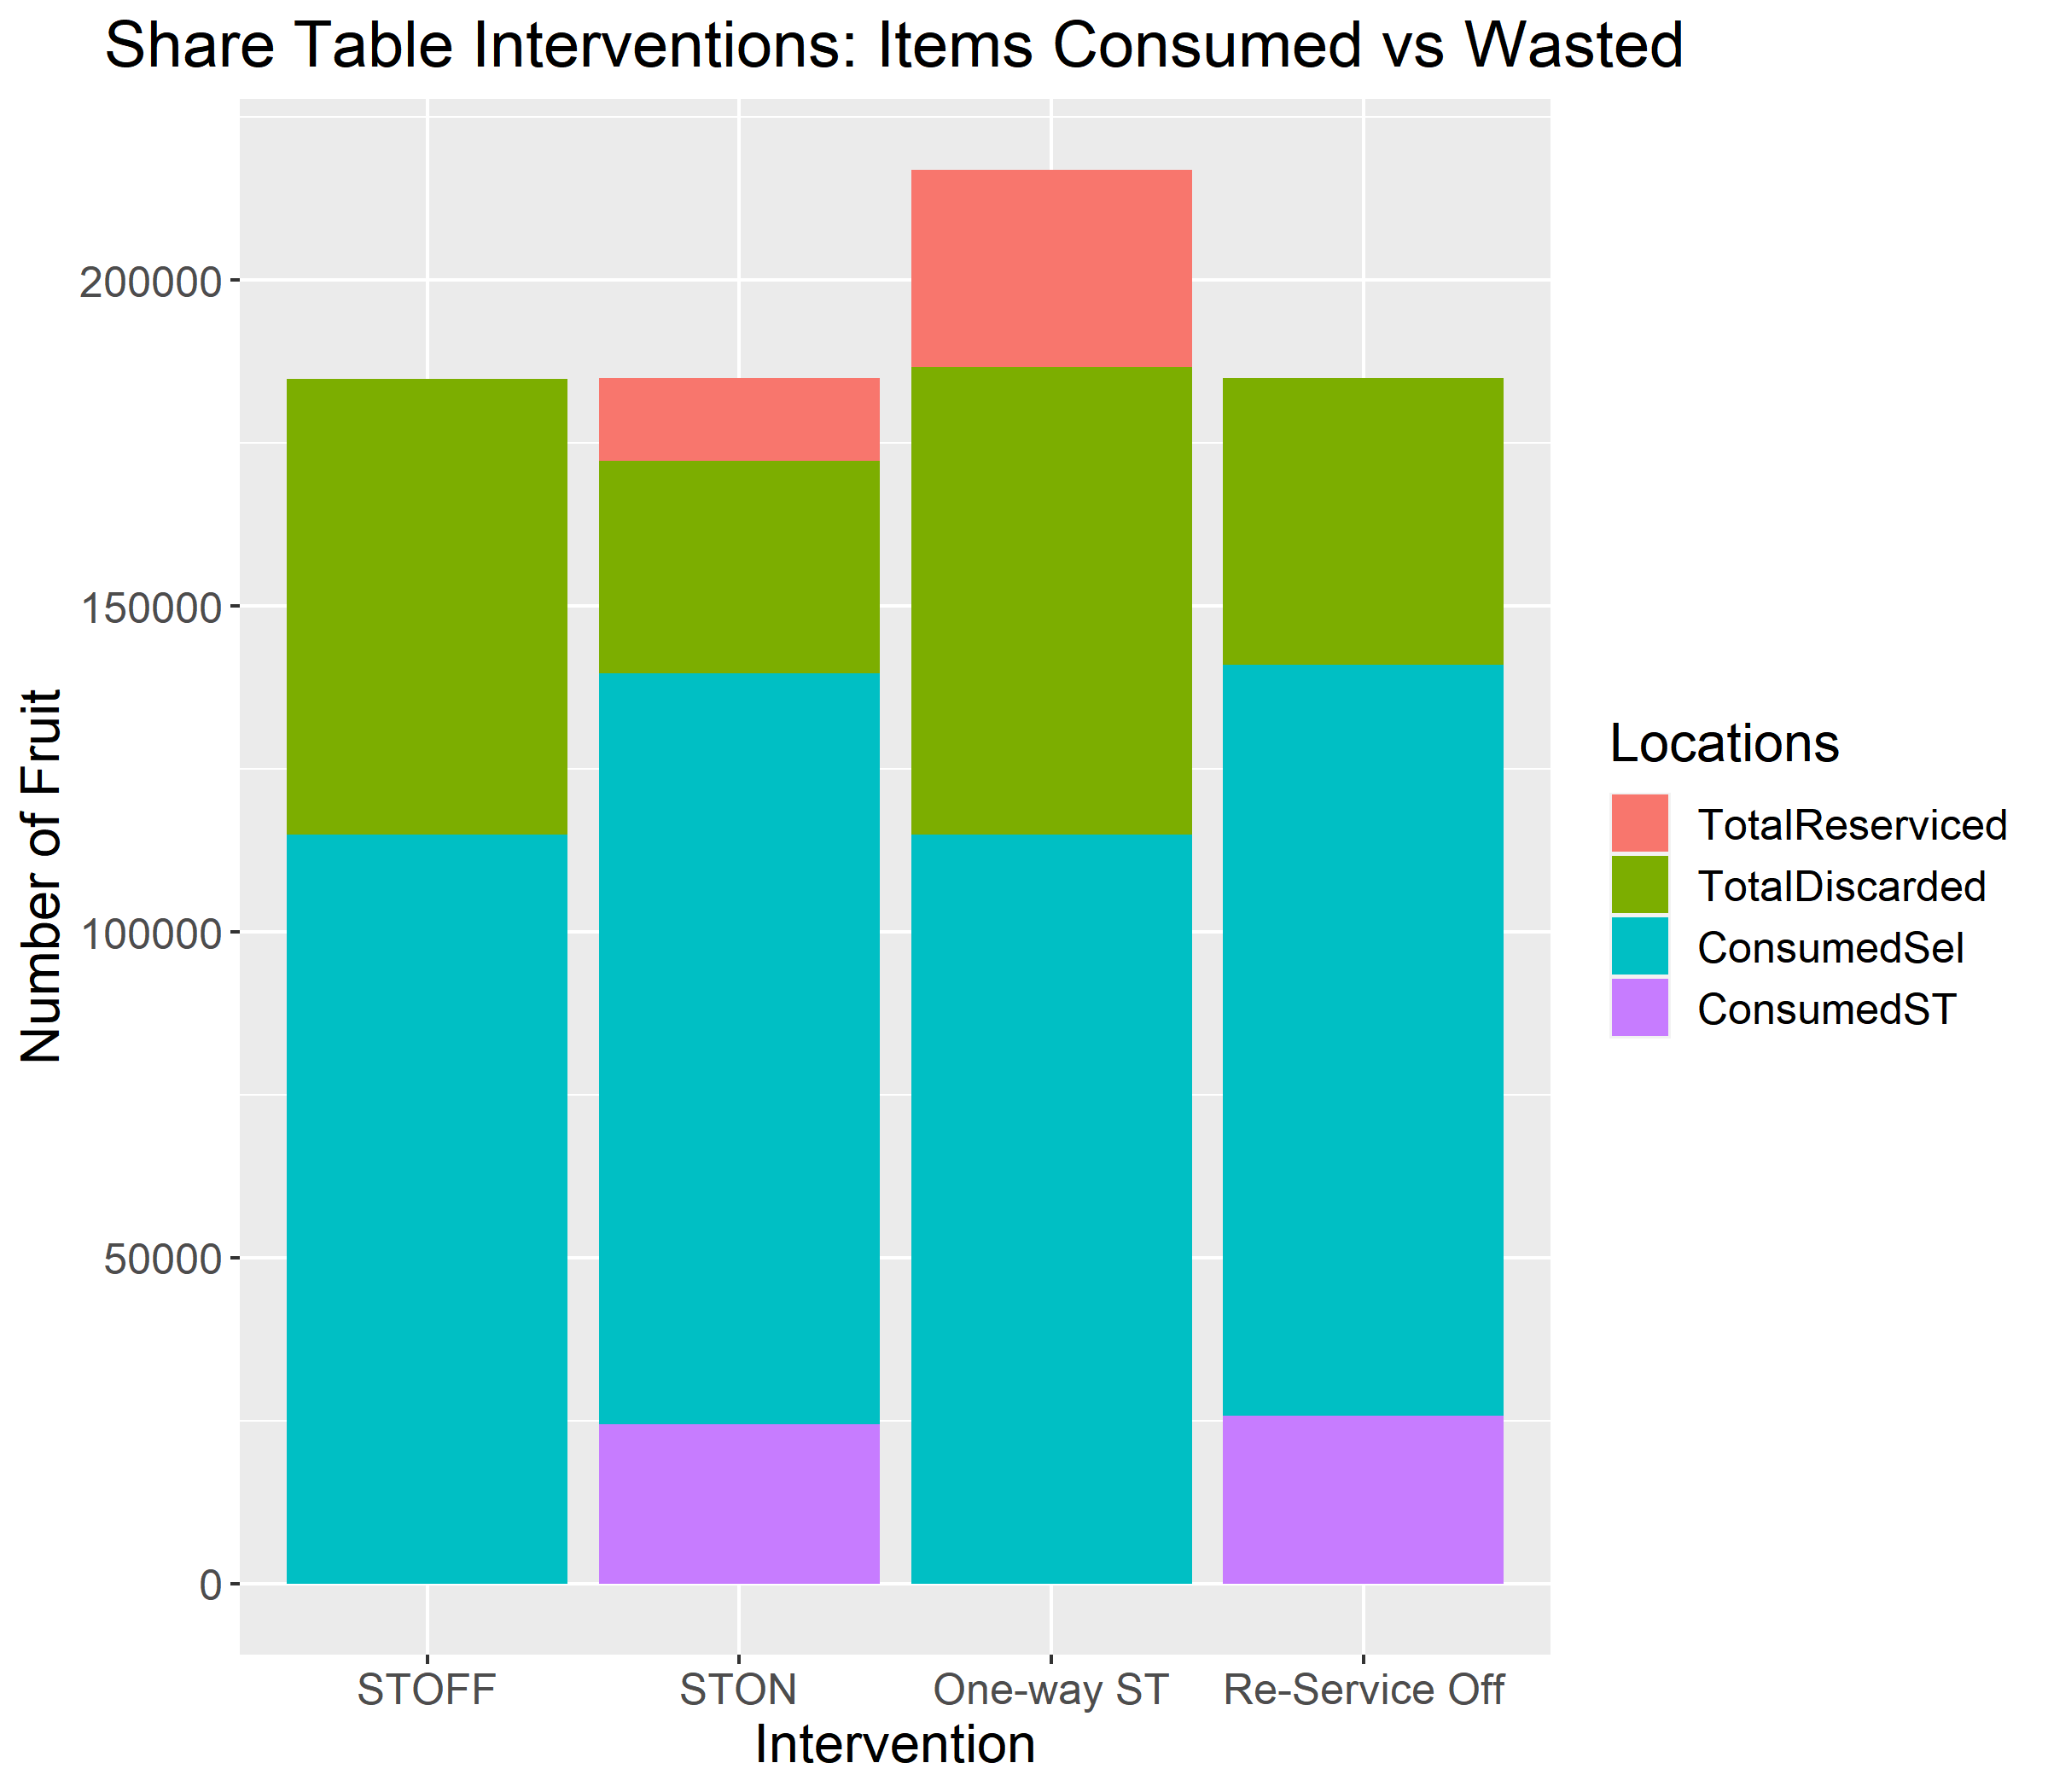 Share Table Interventions: Items Consumed vs Wasted
Number of Fruit
200000
150000
100000
50000
0
STOFF
STON
One-way ST
Re-Service Off
Intervention
Locations
TotalReserviced
TotalDiscarded
ConsumedSel
ConsumedST